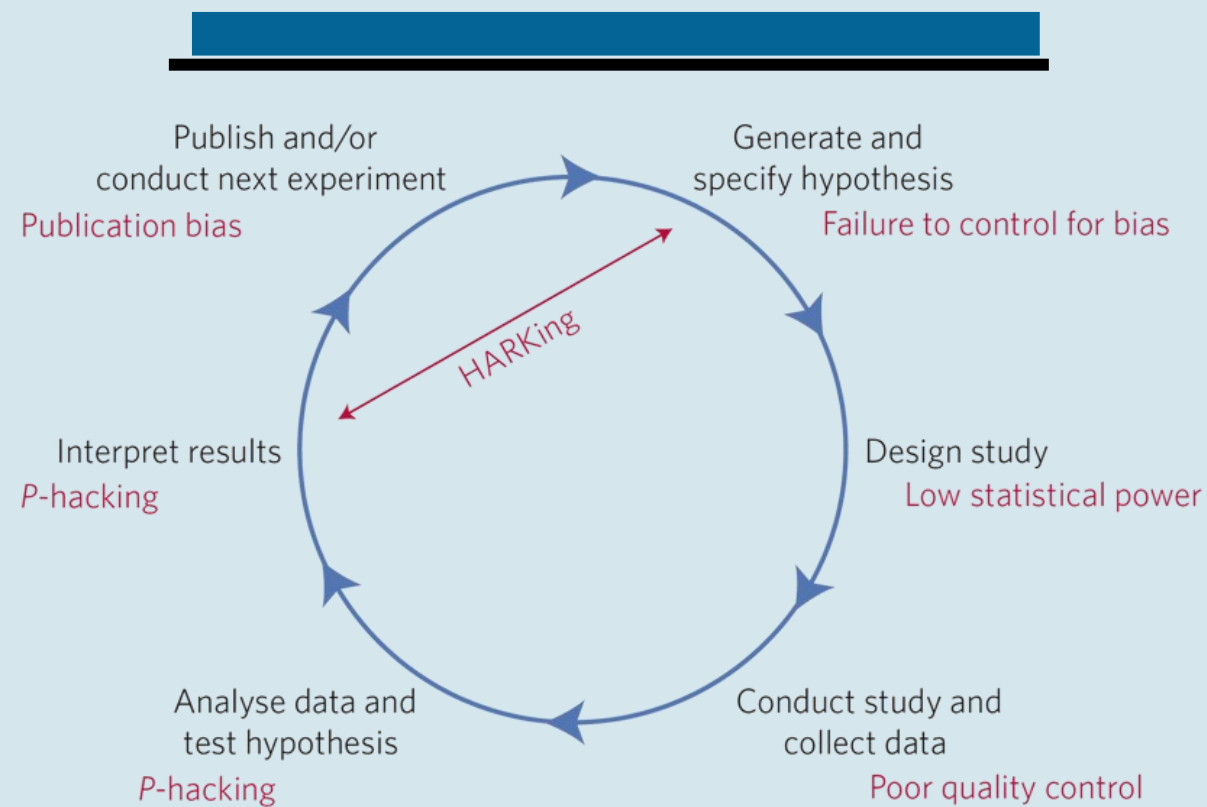 Publish and/or
conduct next experiment
Publication bias
Generate and
specify hypothesis
Failure to control for bias
HARKing
Interpret results
P-hacking
Design study
Low statistical power
Analyse data and
test hypothesis
P-hacking
Conduct study and
collect data
Poor quality control